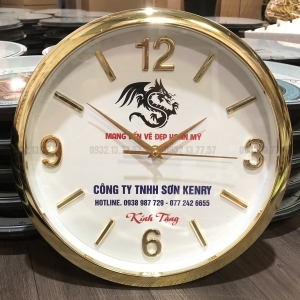 12
MANG ĐẾN VẺ ĐẸP HOÀN MỸ
9
3
CÔNG TY TNHH SƠN KENRY
HOTLINE. 0938 987 729 - 077 242 6655
Kính Tặng
6